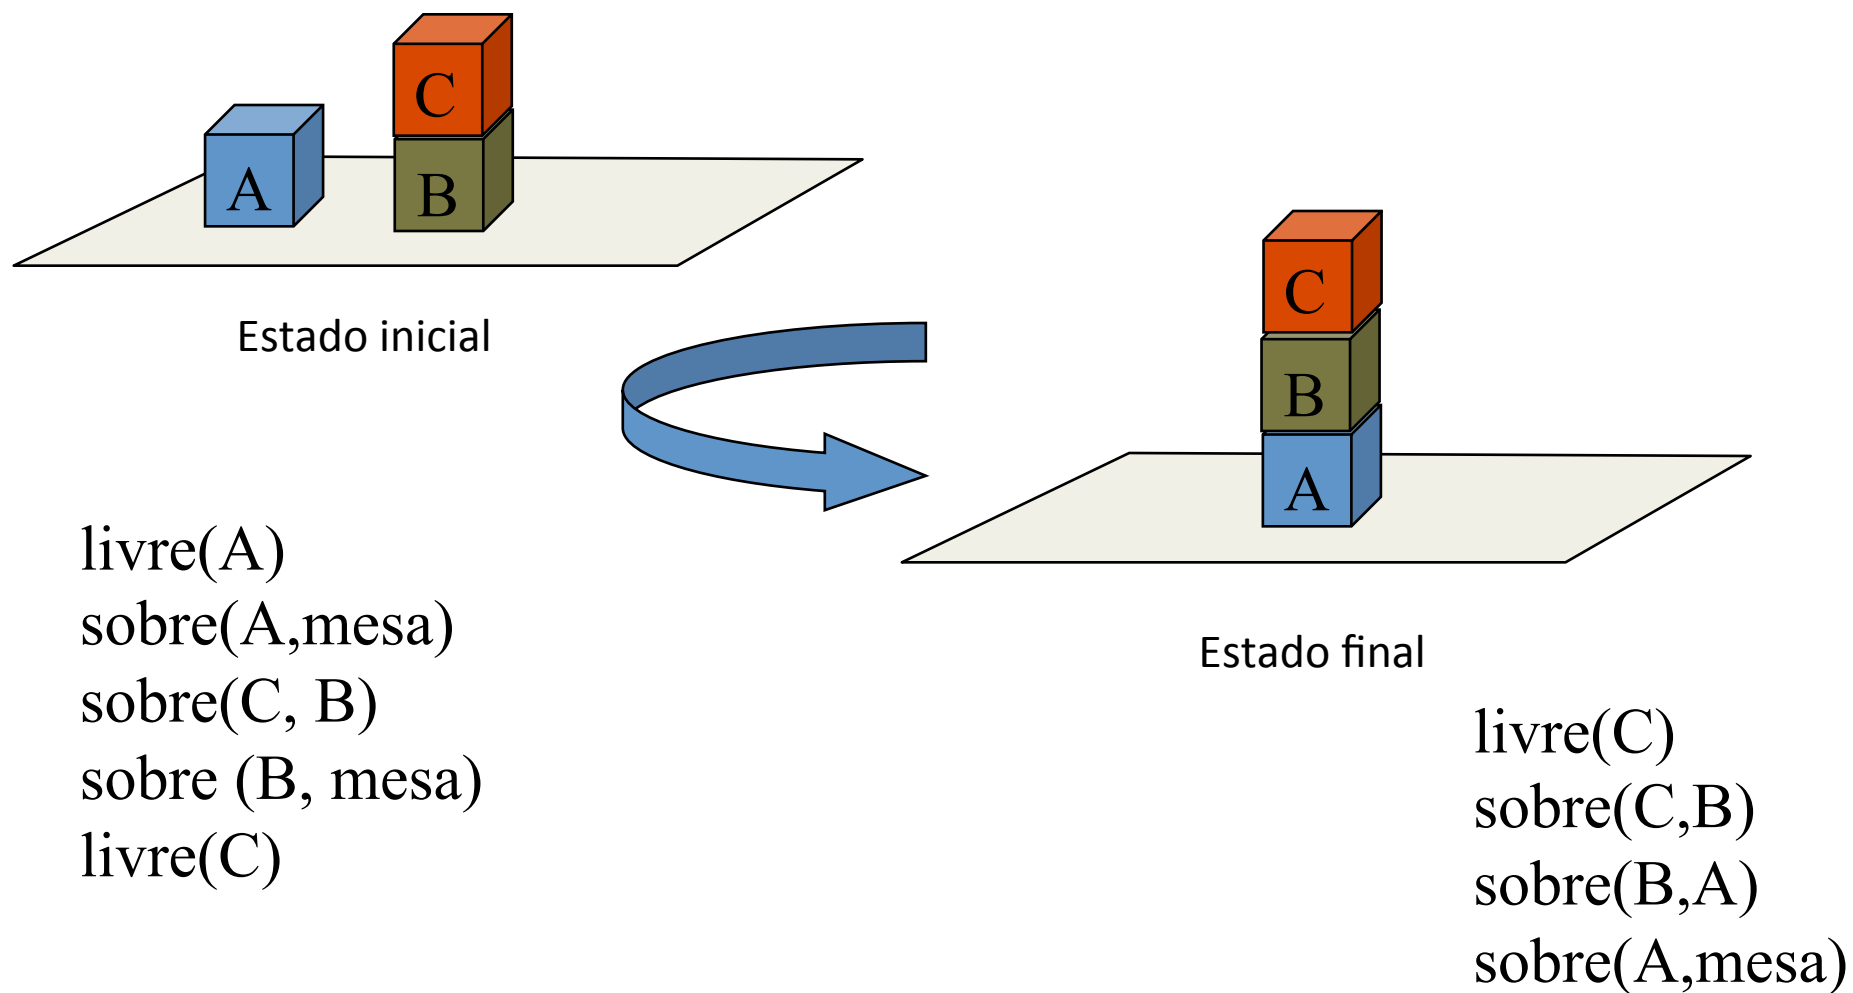 C
A
B
Estado inicial
livre(A)
sobre(A,mesa)
sobre(C, B)
sobre (B, mesa)
livre(C)
C
B
A
Estado final
livre(C)
sobre(C,B)
sobre(B,A)
sobre(A,mesa)